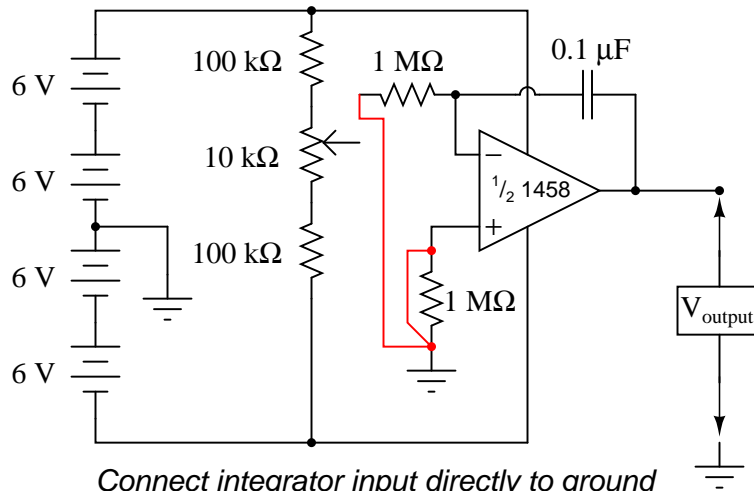 100 kΩ
1 MΩ
0.1 μF
6 V
10 kΩ
6 V
−
1/2 1458
+
6 V
100 kΩ
1 MΩ
Voutput
6 V
Connect integrator input directly to ground